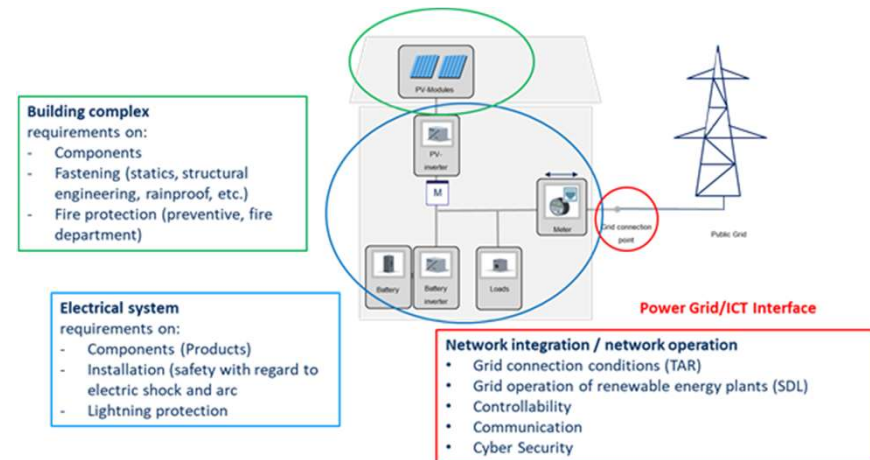 PV-Modules
Building complex
requirements on:
- Components
- Fastening (statics, structural
engineering, rainproof, etc.)
- Fire protection (preventive, fire
department)
PV-
inverter
M
Meter
Grid connection
point
Public Grid
Battery
Battery
inverter
Loads
Electrical system
requirements on:
- Components (Products)
- Installation (safety with regard to
electric shock and arc
- Lightning protection
Power Grid/ICT Interface
Network integration / network operation
• Grid connection conditions (TAR)
• Grid operation of renewable energy plants (SDL)
• Controllability
• Communication
• Cyber Security